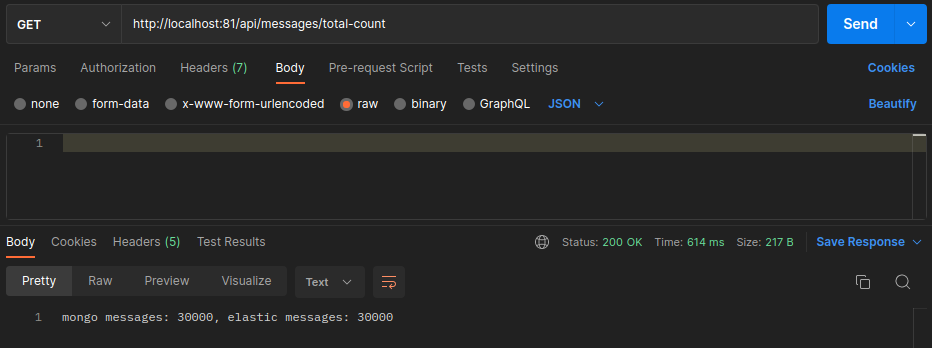 GET http://localhost:81/api/messages/total-count Send
Params Authorization Headers (7) Body Pre-request Script Tests Settings Cookies
none form-data x-www-form-urlencoded raw binary GraphQL JSON Beautify
1
Body Cookies Headers (5) Test Results Status: 200 OK Time: 614 ms Size: 217 B Save Response
Pretty Raw Preview Visualize Text
1 mongo messages: 30000, elastic messages: 30000